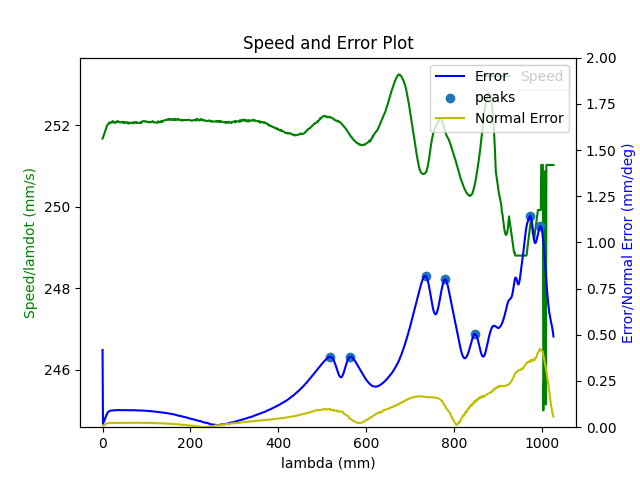 Speed and Error Plot
Speed/lamdot (mm/s)
252
250
248
246
Error
Speed
peaks
Normal Error
2.00
1.75
1.50
1.25
1.00
0.75
0.50
0.25
0.00
Error/Normal Error (mm/deg)
0
200
400
600
800
1000
lambda (mm)